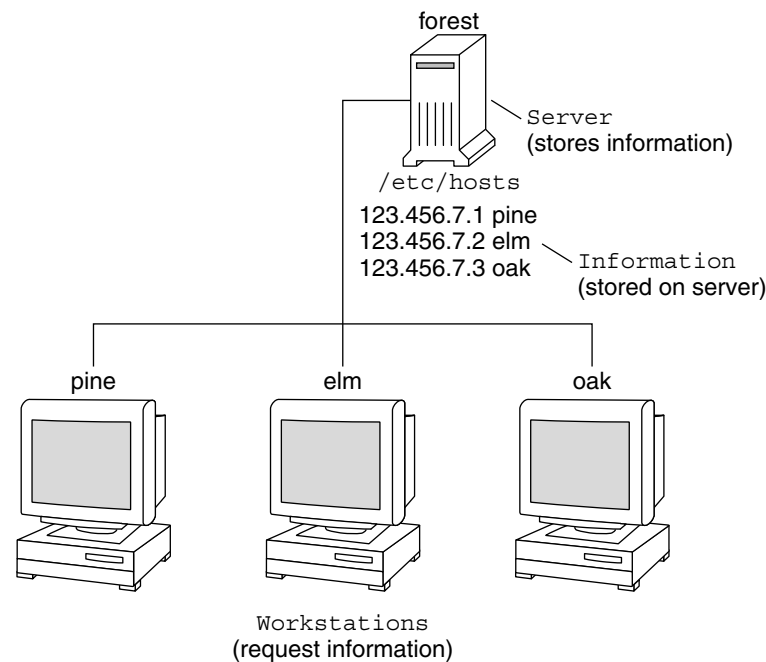 forest
Server
(stores information)
/etc/hosts
123.456.7.1 pine
123.456.7.2 elm
123.456.7.3 oak
Information
(stored on server)
pine
elm
oak
Workstations
(request information)